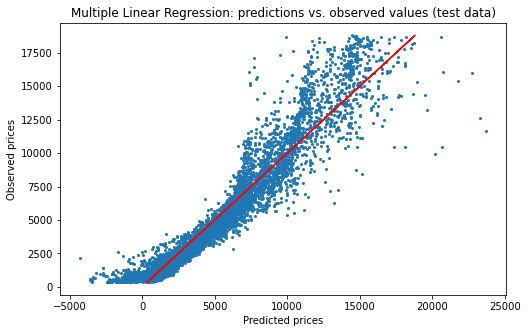 Multiple Linear Regression: predictions vs. observed values (test data)
Observed prices
17500
15000
12500
10000
7500
5000
2500
0
−5000 0 5000 10000 15000 20000 25000
Predicted prices